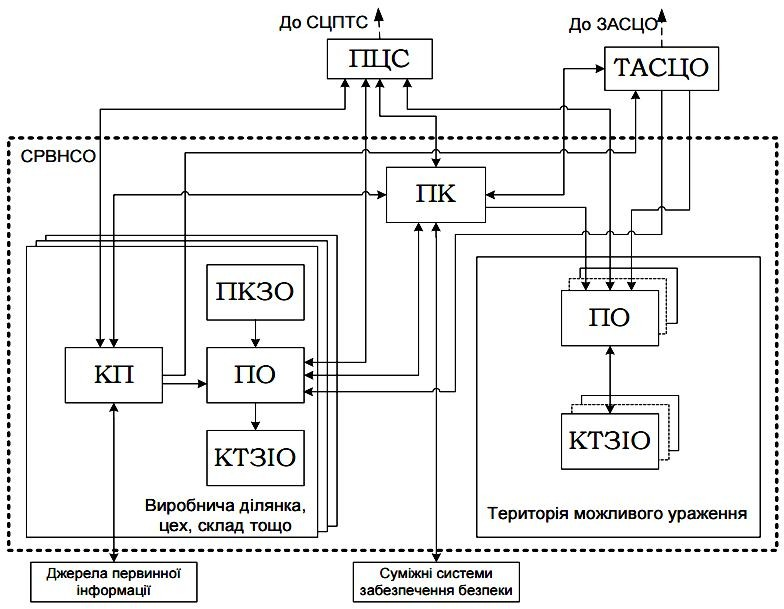 До СЦПТС
До ЗАСЦО
ПЦС
ТАСЦО
СРВНСО
ПК
ПКЗО
ПО
КП
ПО
КТЗІО
КТЗІО
Виробнича ділянка,
цех, склад тощо
Територія можливого ураження
Джерела первинної
інформації
Суміжні системи
забезпечення безпеки